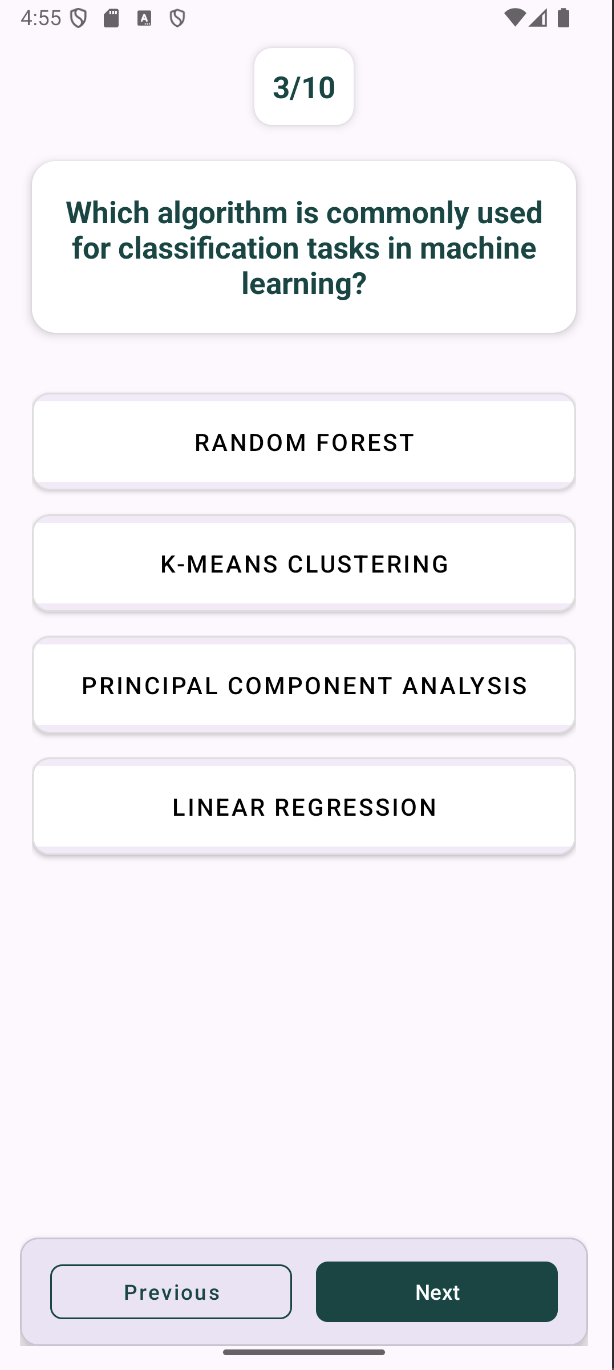 4:55
3/10
Which algorithm is commonly used
for classification tasks in machine
learning?
RANDOM FOREST
K-MEANS CLUSTERING
PRINCIPAL COMPONENT ANALYSIS
LINEAR REGRESSION
Previous
Next